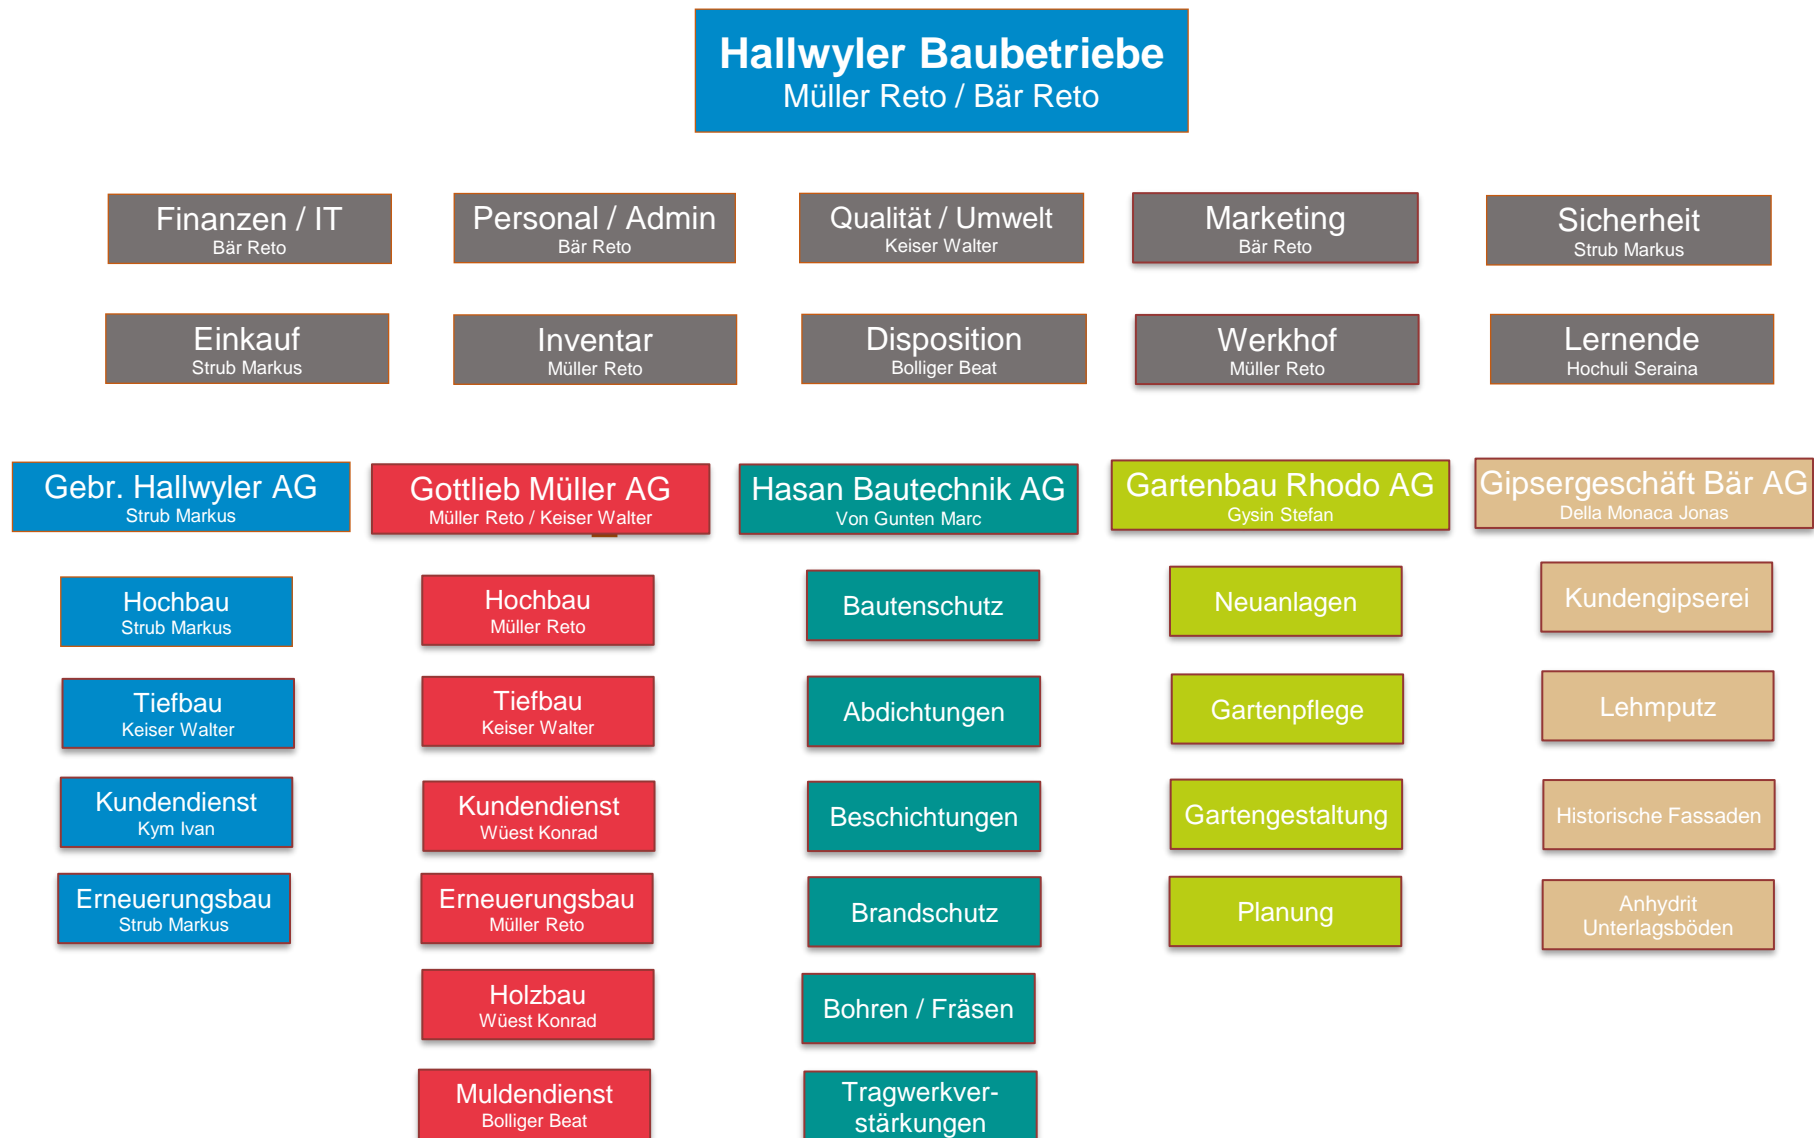 Hallwyler Baubetriebe
Müller Reto / Bär Reto
Finanzen / IT
Bär Reto
Personal / Admin
Bär Reto
Qualität / Umwelt
Keiser Walter
Marketing
Bär Reto
Sicherheit
Strub Markus
Einkauf
Strub Markus
Inventar
Müller Reto
Disposition
Bolliger Beat
Werkhof
Müller Reto
Lernende
Hochuli Seraina
Gebr. Hallwyler AG
Strub Markus
Gottlieb Müller AG
Müller Reto / Keiser Walter
Hasan Bautechnik AG
Von Gunten Marc
Gartenbau Rhodo AG
Gysin Stefan
Gipsergeschäft Bär AG
Della Monaca Jonas
Hochbau
Strub Markus
Hochbau
Müller Reto
Bautenschutz
Neuanlagen
Kundengipserei
Tiefbau
Keiser Walter
Tiefbau
Keiser Walter
Abdichtungen
Gartenpflege
Lehmputz
Kundendienst
Kym Ivan
Kundendienst
Wüest Konrad
Beschichtungen
Gartengestaltung
Historische Fassaden
Erneuerungsbau
Strub Markus
Erneuerungsbau
Müller Reto
Brandschutz
Planung
Anhydrit
Unterlagsböden
Holzbau
Wüest Konrad
Bohren / Fräsen
Muldendienst
Bolliger Beat
Tragwerkver-
stärkungen